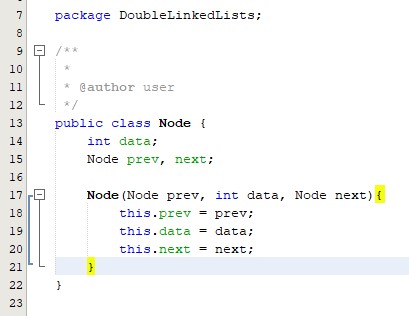 7 package DoubleLinkedLists;
8
9 /**
10 *
11 * @author user
12 */
13 public class Node {
14 int data;
15 Node prev, next;
16
17 Node(Node prev, int data, Node next){
18 this.prev = prev;
19 this.data = data;
20 this.next = next;
21 }
22 }
23